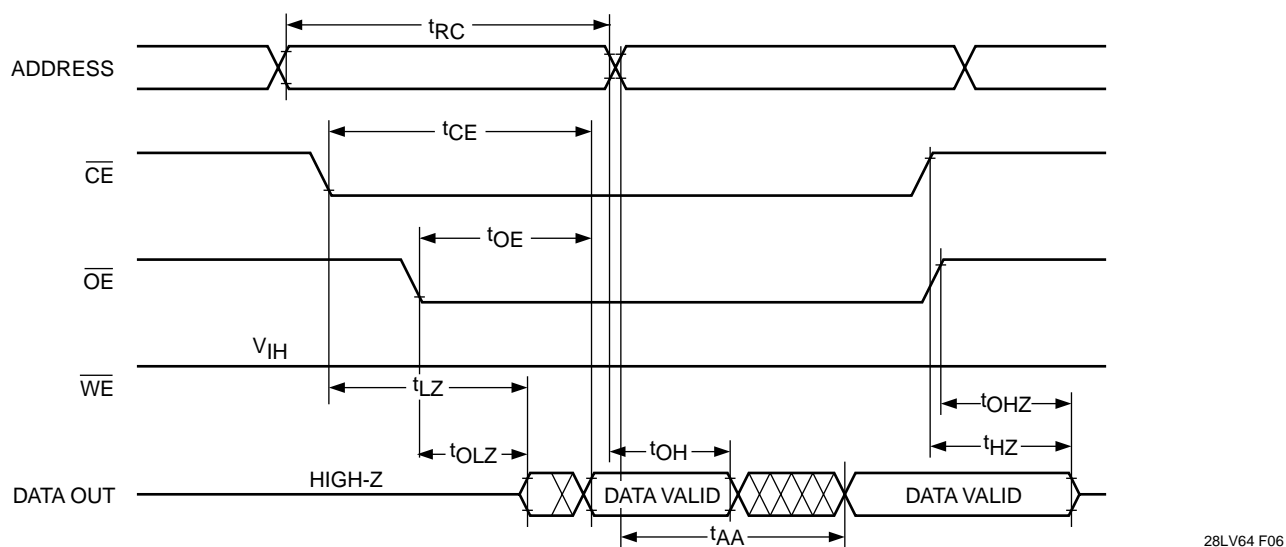 tRC
ADDRESS
tCE
CE
tOE
OE
VIH
WE
tLZ
tOHZ
tOLZ
tOH
tHZ
HIGH-Z
DATA OUT
DATA VALID
DATA VALID
tAA
28LV64 F06